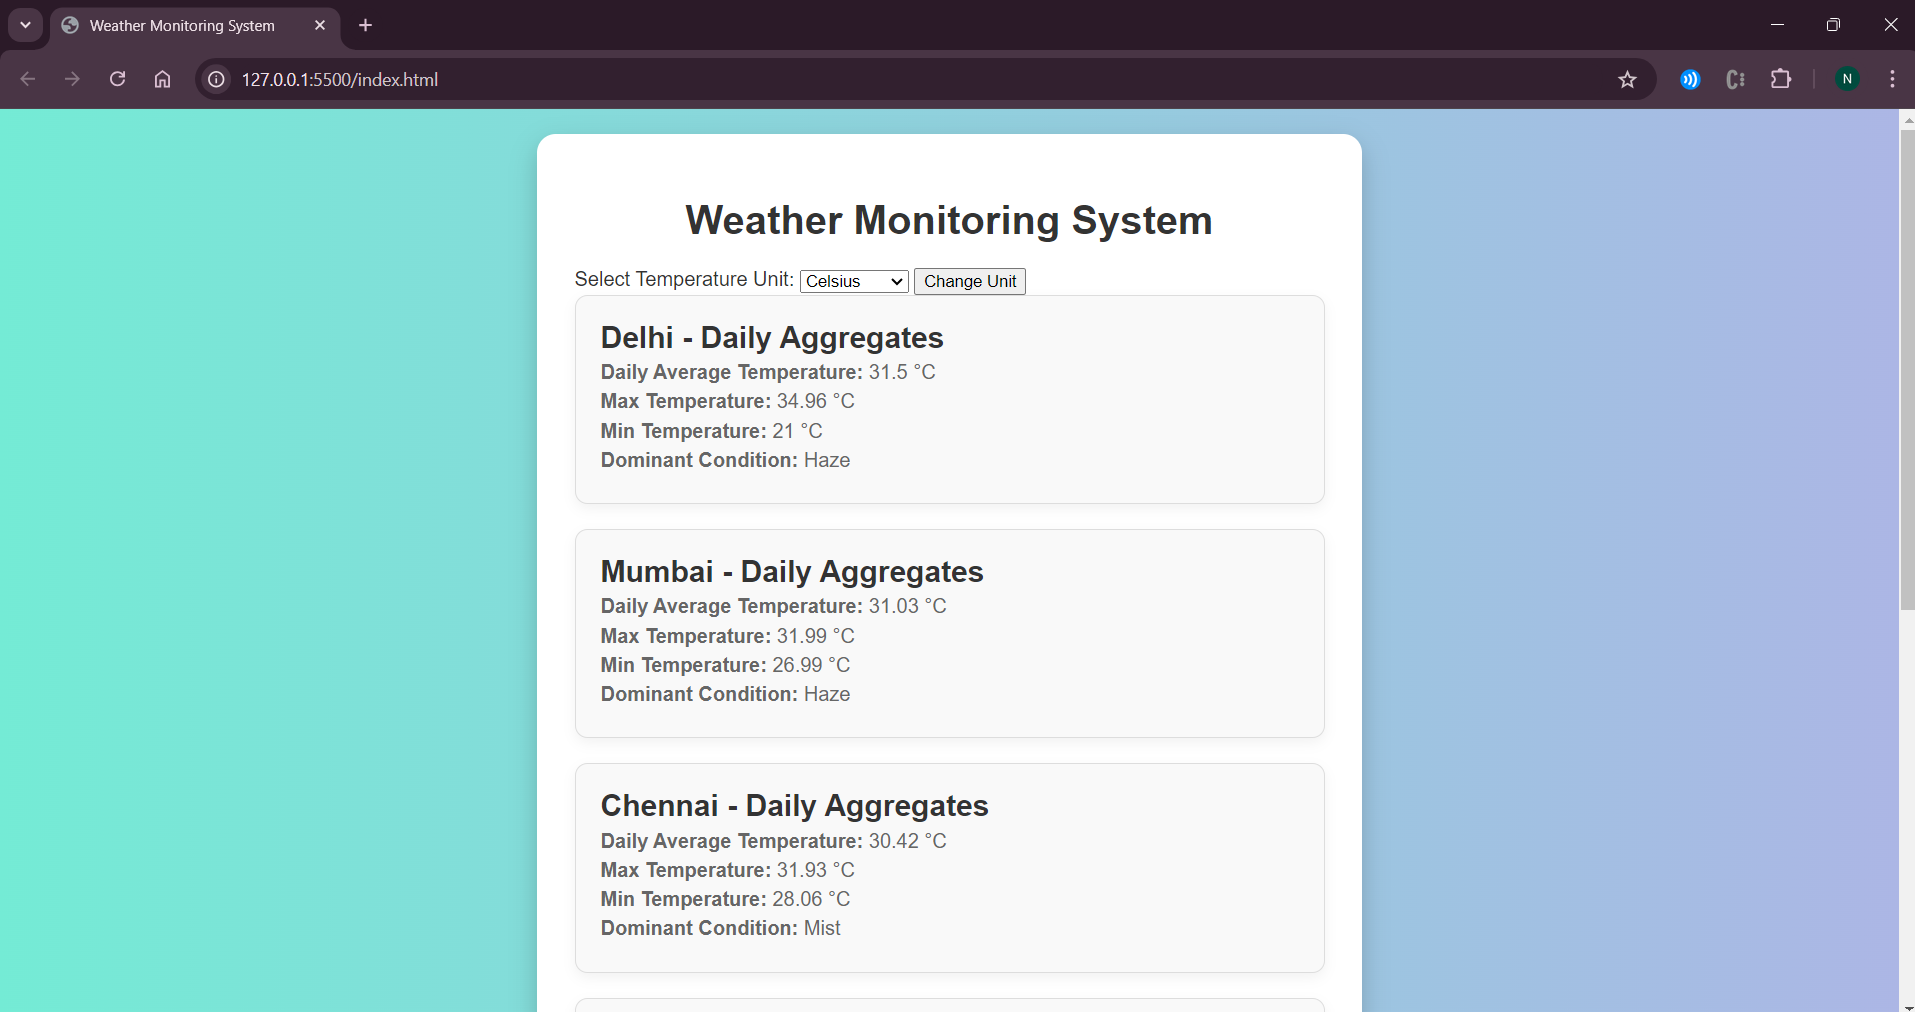 Weather Monitoring System
127.0.0.1:5500/index.html
N
Weather Monitoring System
Select Temperature Unit: Celsius Change Unit
Delhi - Daily Aggregates
Daily Average Temperature: 31.5 °C
Max Temperature: 34.96 °C
Min Temperature: 21 °C
Dominant Condition: Haze
Mumbai - Daily Aggregates
Daily Average Temperature: 31.03 °C
Max Temperature: 31.99 °C
Min Temperature: 26.99 °C
Dominant Condition: Haze
Chennai - Daily Aggregates
Daily Average Temperature: 30.42 °C
Max Temperature: 31.93 °C
Min Temperature: 28.06 °C
Dominant Condition: Mist